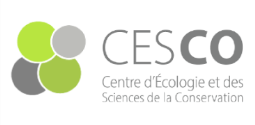 CESCO
Centre d'Écologie et des
Sciences de la Conservation